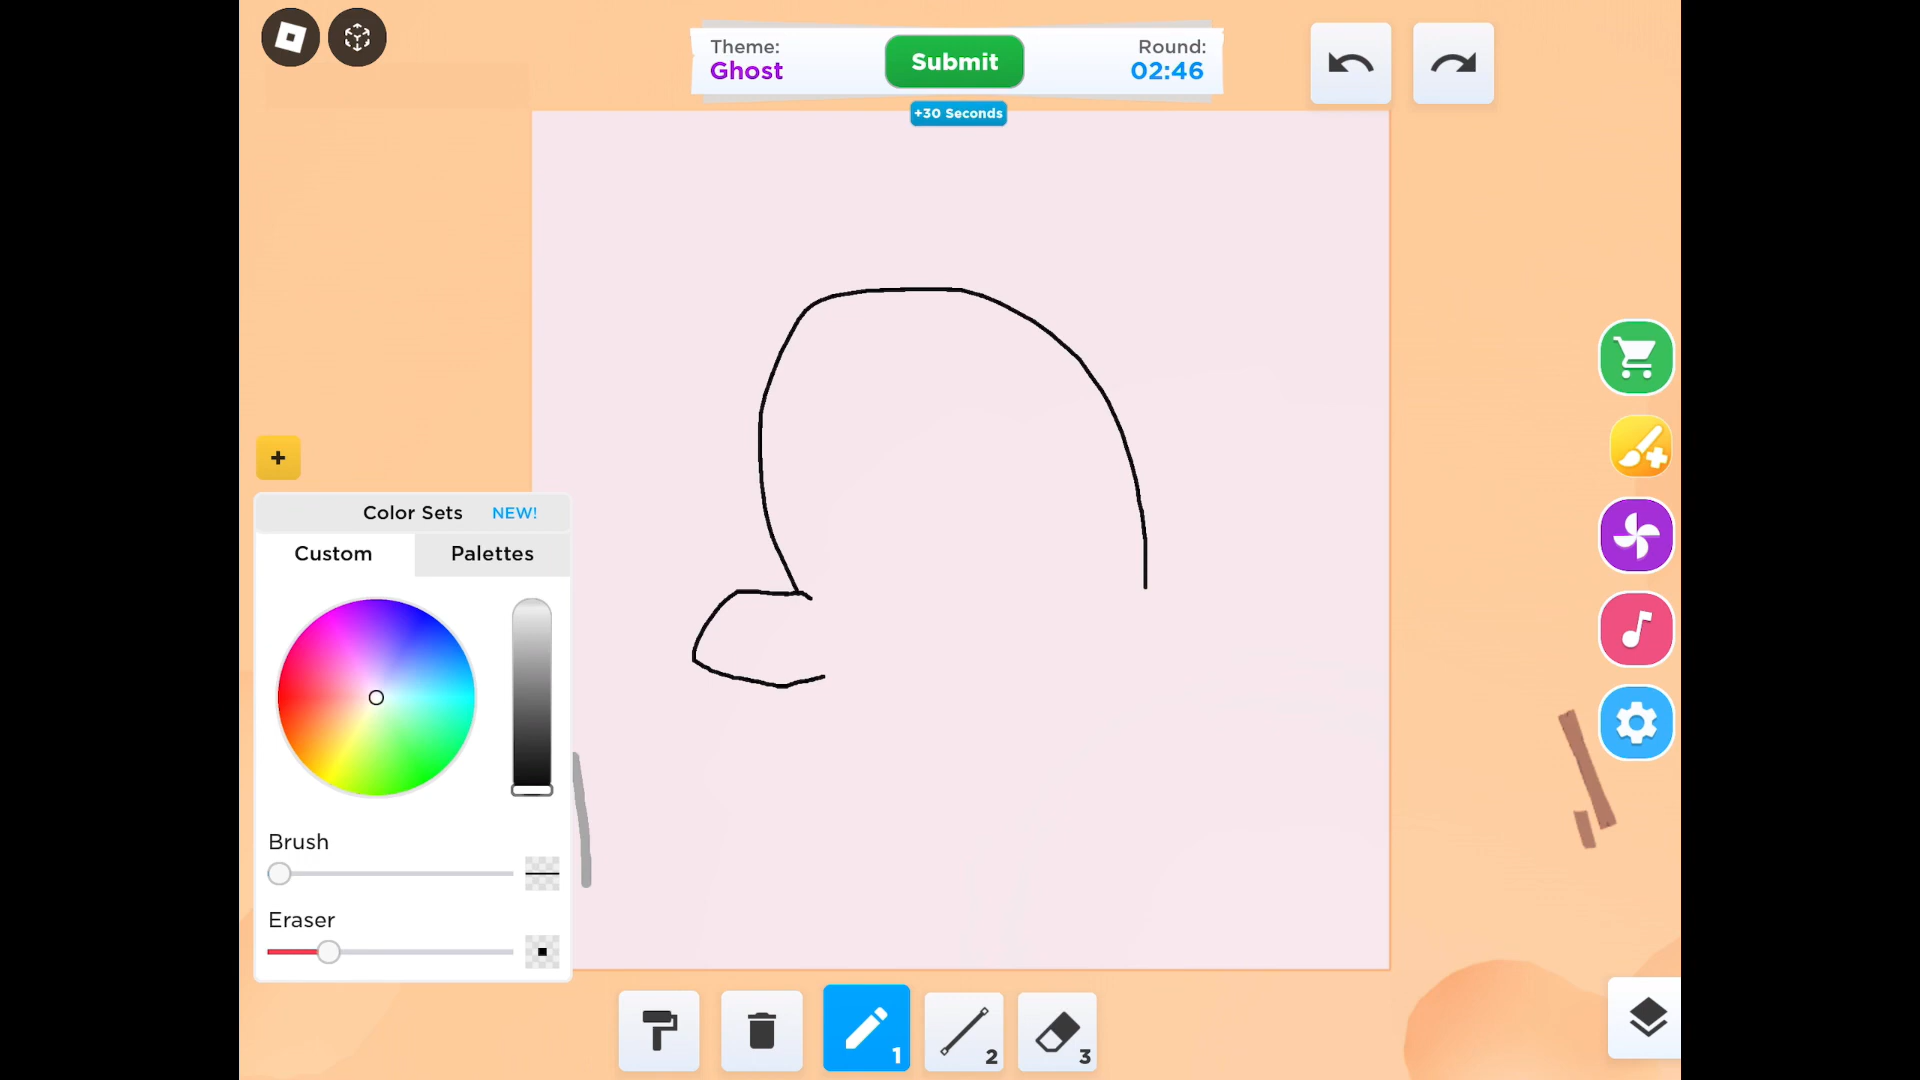 Theme:
Ghost
Submit
Round:
02:46
+30 Seconds
+
Color Sets NEW!
Custom Palettes
Brush
Eraser
1
2
3